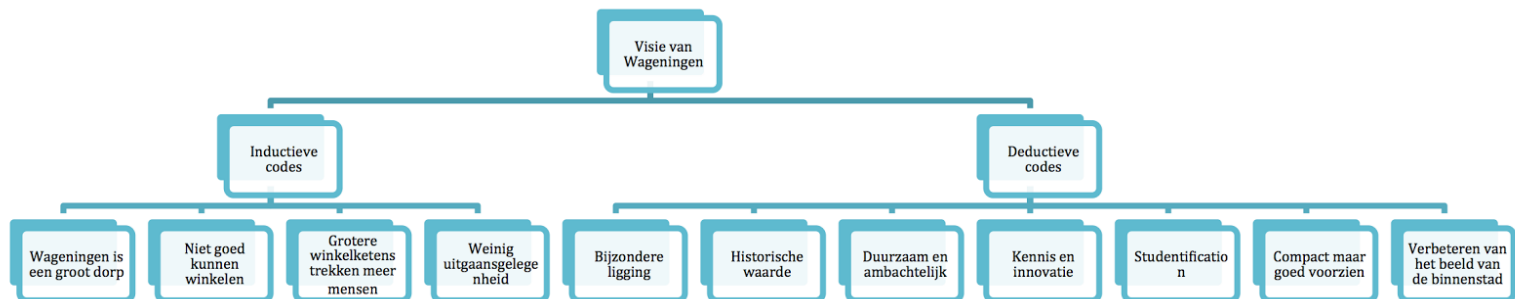 Visie van
Wageningen
Inductieve
codes
Deductieve
codes
Wageningen is
een groot dorp
Niet goed
kunnen
winkelen
Grotere
winkelketens
trekken meer
mensen
Weinig
uitgaansgelege
nheid
Bijzondere
ligging
Historische
waarde
Duurzaam en
ambachtelijk
Kennis en
innovatie
Studentificatio
n
Compact maar
goed voorzien
Verbeteren van
het beeld van
de binnenstad